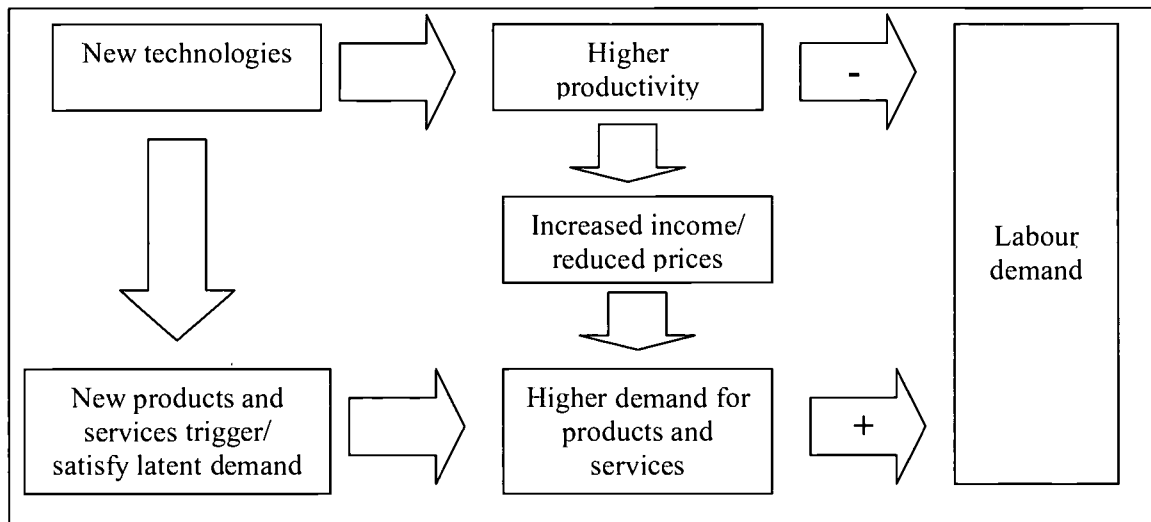 New technologies
Higher
productivity
-
Increased income/
reduced prices
Labour
demand
New products and
services trigger/
satisfy latent demand
Higher demand for
products and
services
+